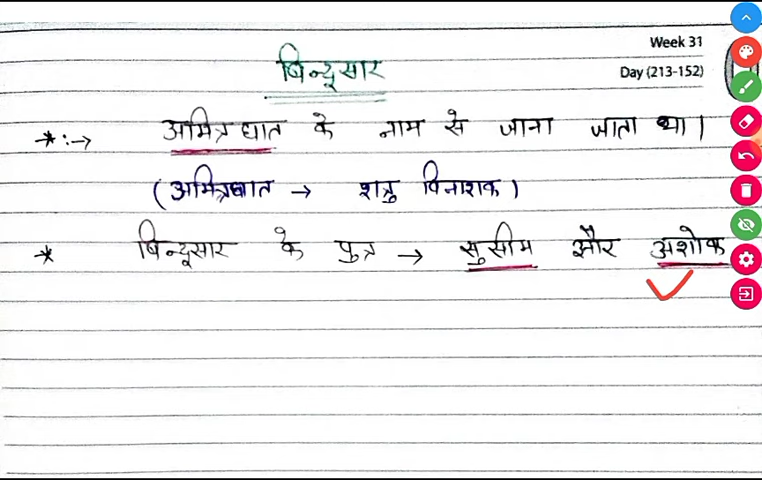 Week 31
बिन्दूसार
Day (213-152)
*:→ अमित्रघात के नाम से जाना जाता था।
(अमित्रघात → शत्रु विनाशक)
* बिन्दूसार के पुत्र → सुसीम और अशोक